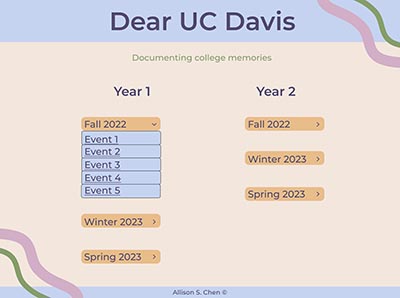 Dear UC Davis
Documenting college memories
Year 1
Fall 2022
Event 1
Event 2
Event 3
Event 4
Event 5
Winter 2023
Spring 2023
Year 2
Fall 2022
Winter 2023
Spring 2023
Allison S. Chen ©